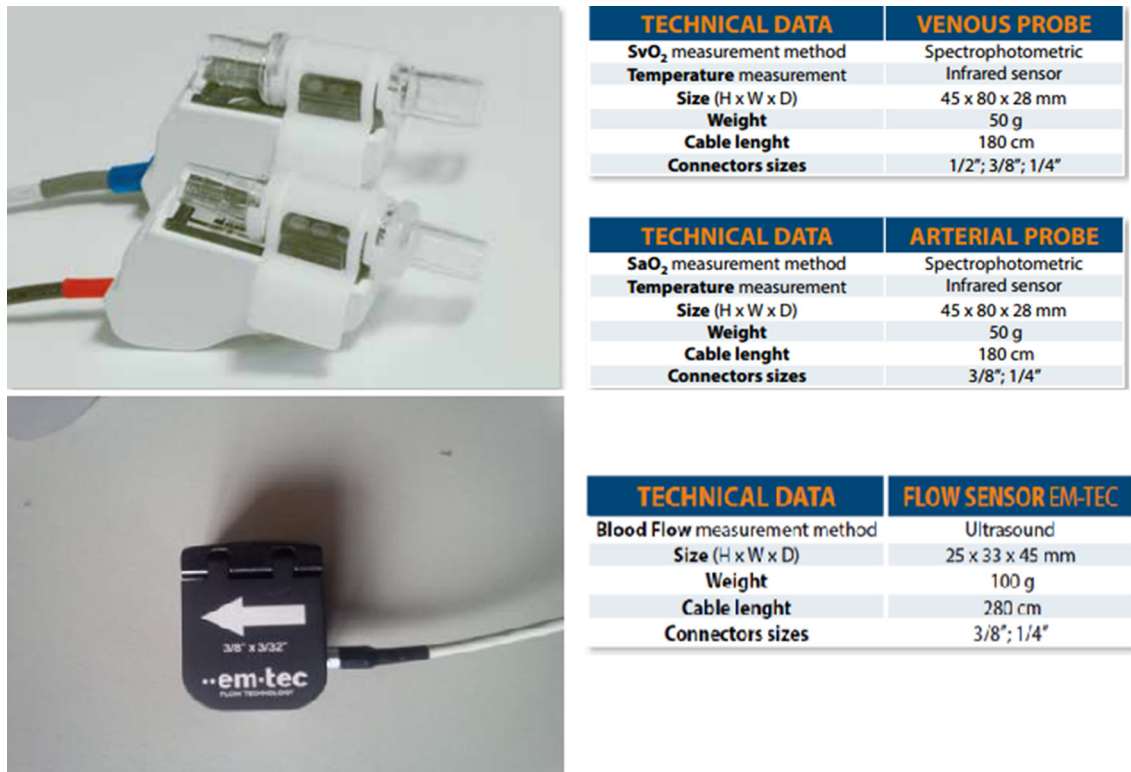 TECHNICAL DATA VENOUS PROBE
SvO₂ measurement method Spectrophotometric
Temperature measurement Infrared sensor
Size (H x W x D) 45 x 80 x 28 mm
Weight 50 g
Cable lenght 180 cm
Connectors sizes 1/2"; 3/8"; 1/4"
TECHNICAL DATA ARTERIAL PROBE
SaO₂ measurement method Spectrophotometric
Temperature measurement Infrared sensor
Size (H x W x D) 45 x 80 x 28 mm
Weight 50 g
Cable lenght 180 cm
Connectors sizes 3/8"; 1/4"
3/8" x 3/32"
••em-tec
FLOW TECHNOLOGY
TECHNICAL DATA FLOW SENSOR EM-TEC
Blood Flow measurement method Ultrasound
Size (H x W x D) 25 x 33 x 45 mm
Weight 100 g
Cable lenght 280 cm
Connectors sizes 3/8"; 1/4"